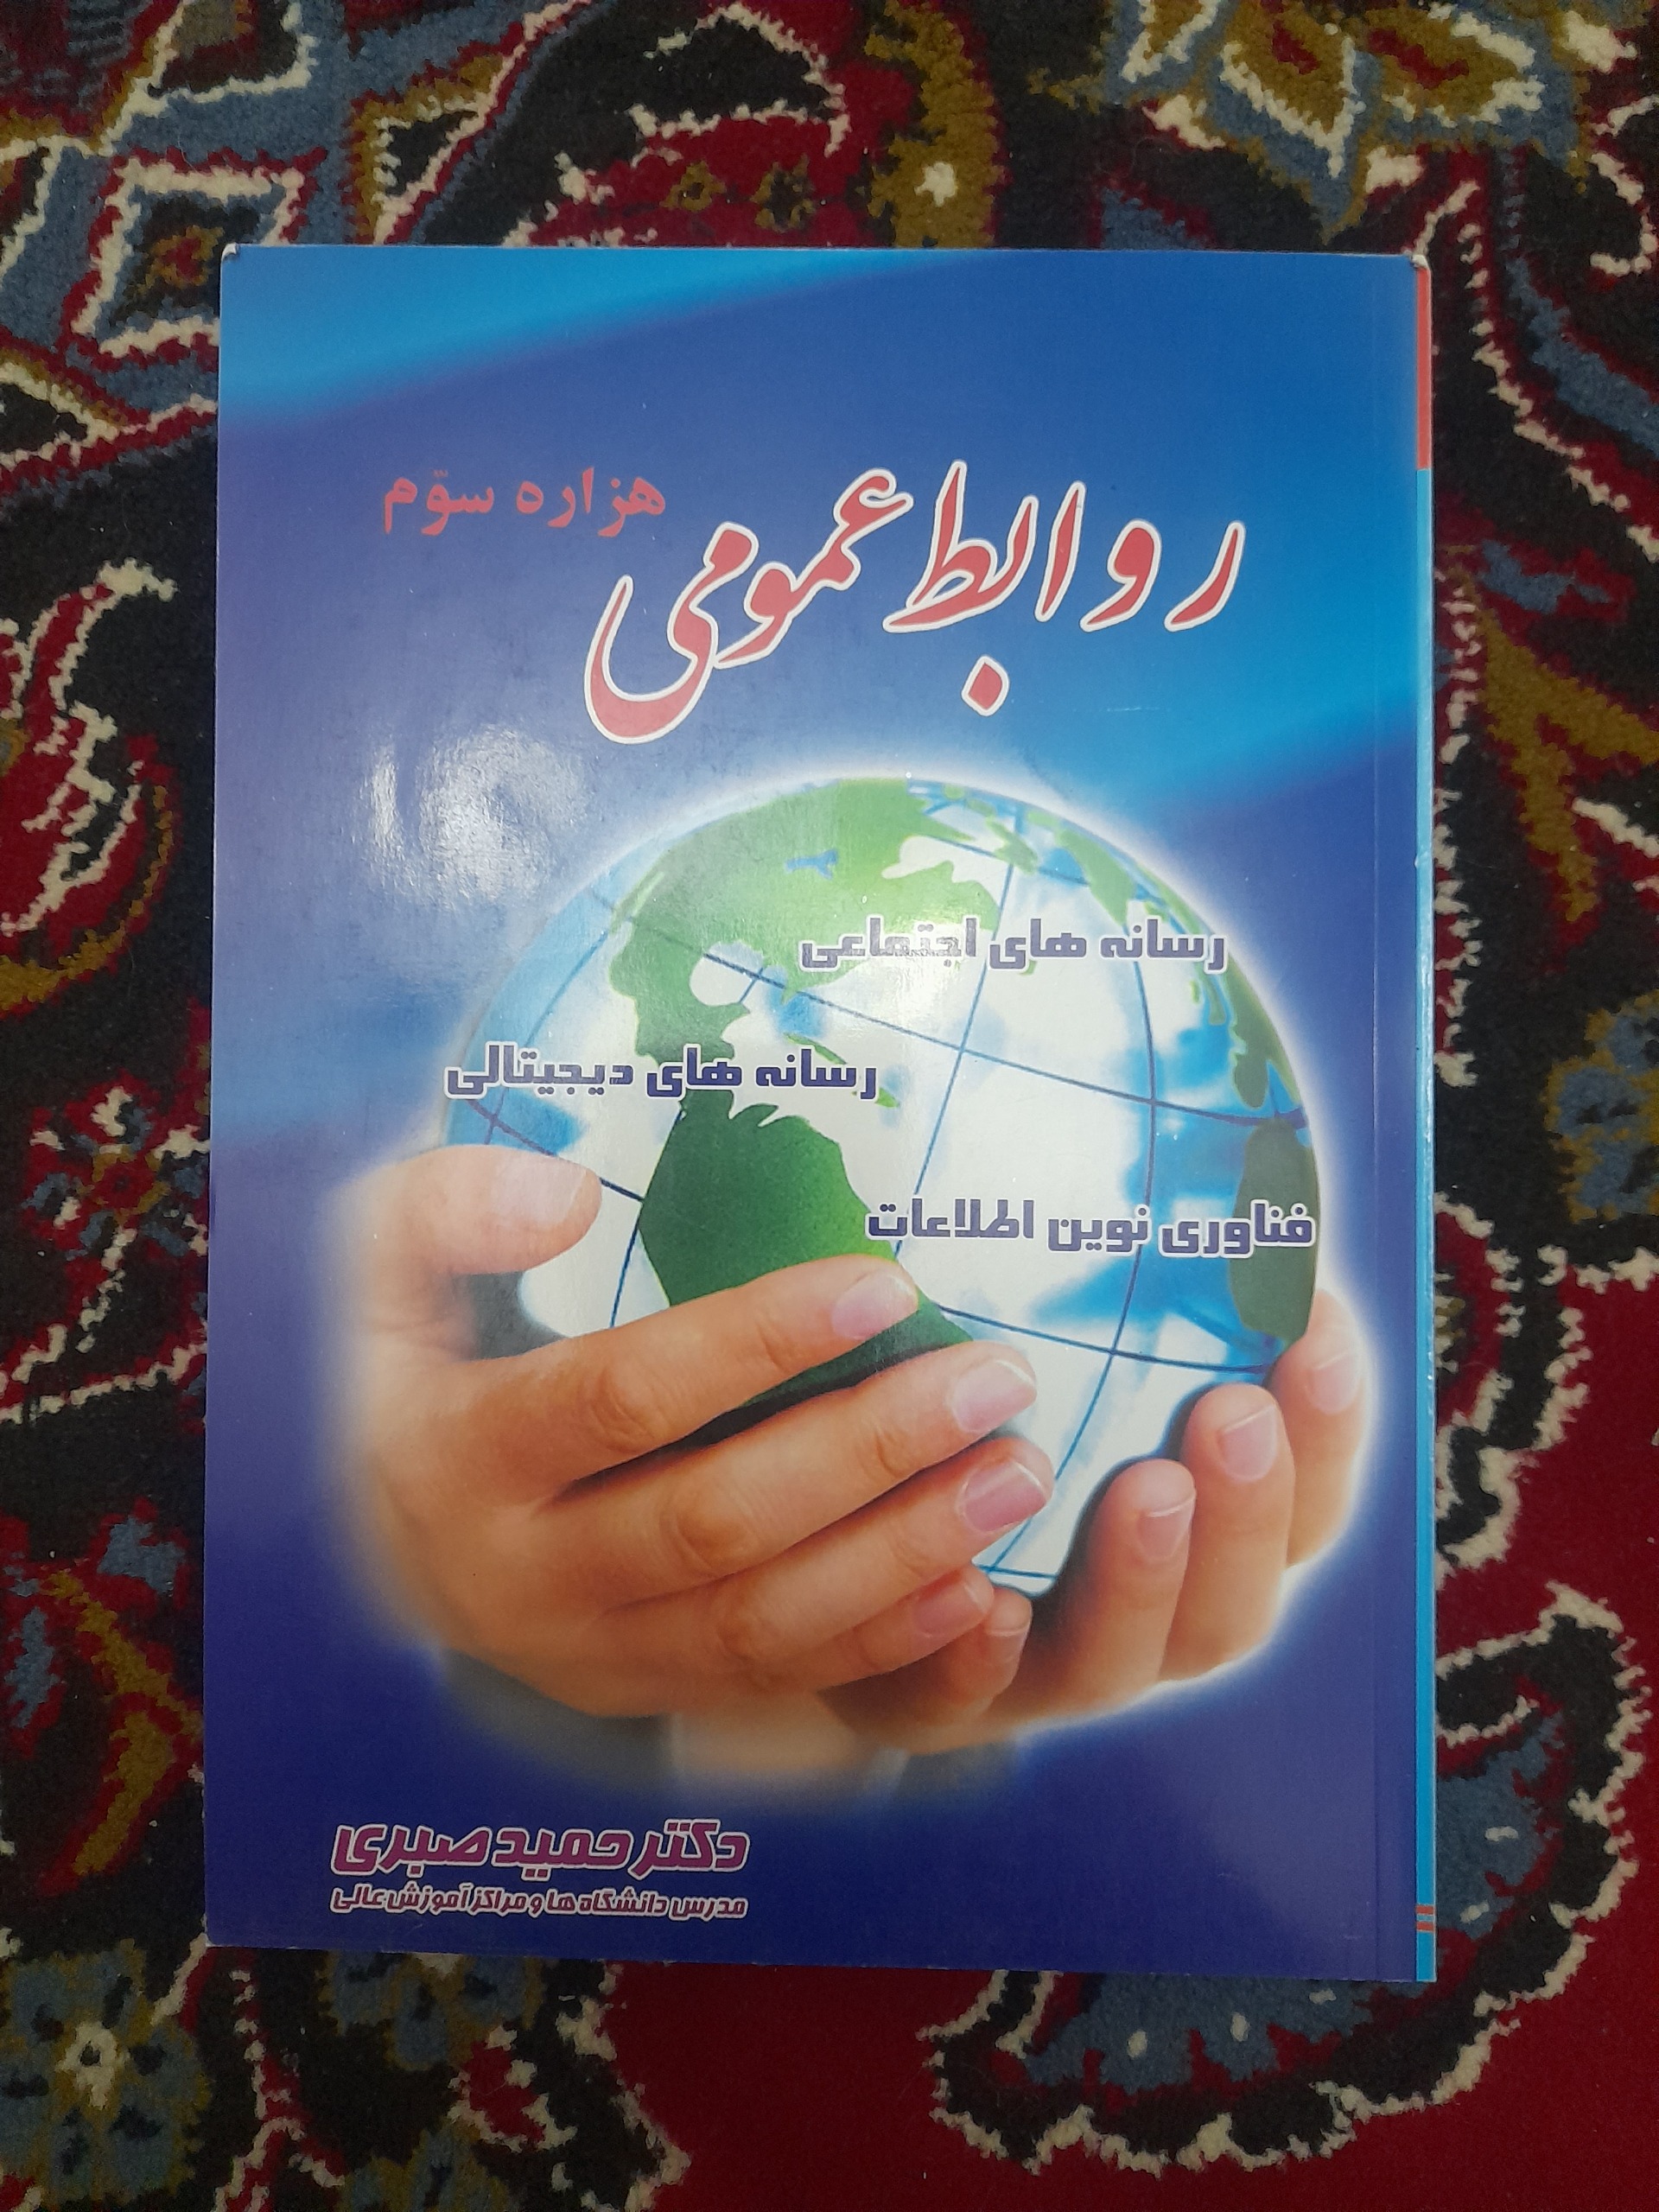 روابط عمومی
هزاره سوّم
رسانه های اجتماعی
رسانه های دیجیتالی
فناوری نوین اطلاعات
دکتر حمید صبری
مدرس دانشگاه ها و مراکز آموزش عالی